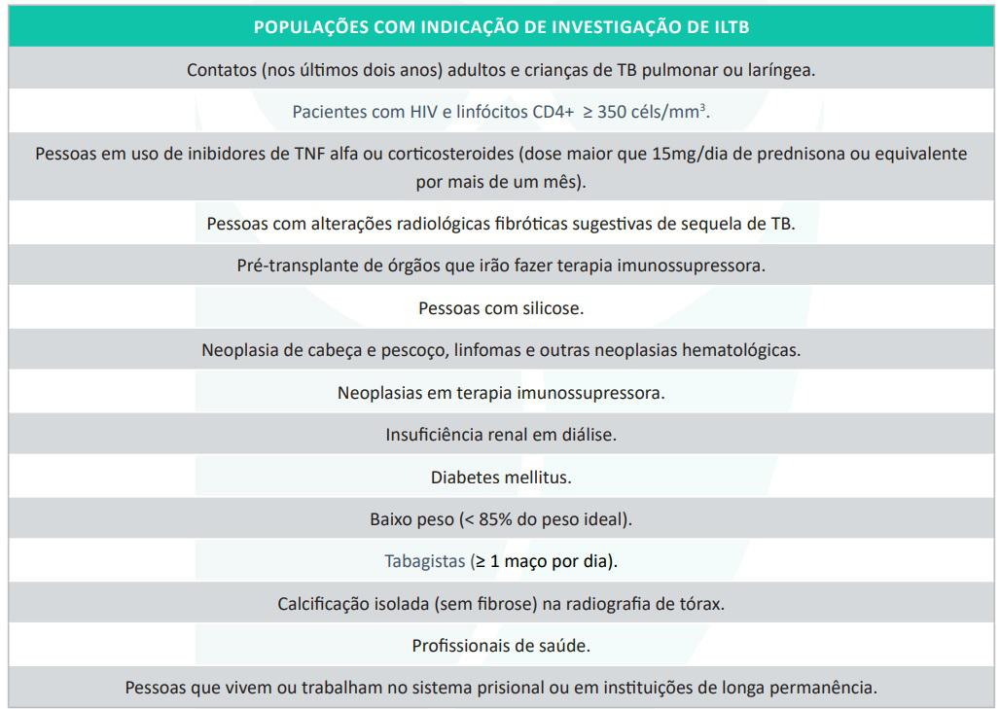 POPULAÇÕES COM INDICAÇÃO DE INVESTIGAÇÃO DE ILTB
Contatos (nos últimos dois anos) adultos e crianças de TB pulmonar ou laríngea.
Pacientes com HIV e linfócitos CD4+ ≥ 350 céls/mm³.
Pessoas em uso de inibidores de TNF alfa ou corticosteroides (dose maior que 15mg/dia de prednisona ou equivalente
por mais de um mês).
Pessoas com alterações radiológicas fibróticas sugestivas de sequela de TB.
Pré-transplante de órgãos que irão fazer terapia imunossupressora.
Pessoas com silicose.
Neoplasia de cabeça e pescoço, linfomas e outras neoplasias hematológicas.
Neoplasias em terapia imunossupressora.
Insuficiência renal em diálise.
Diabetes mellitus.
Baixo peso (< 85% do peso ideal).
Tabagistas (≥ 1 maço por dia).
Calcificação isolada (sem fibrose) na radiografia de tórax.
Profissionais de saúde.
Pessoas que vivem ou trabalham no sistema prisional ou em instituições de longa permanência.